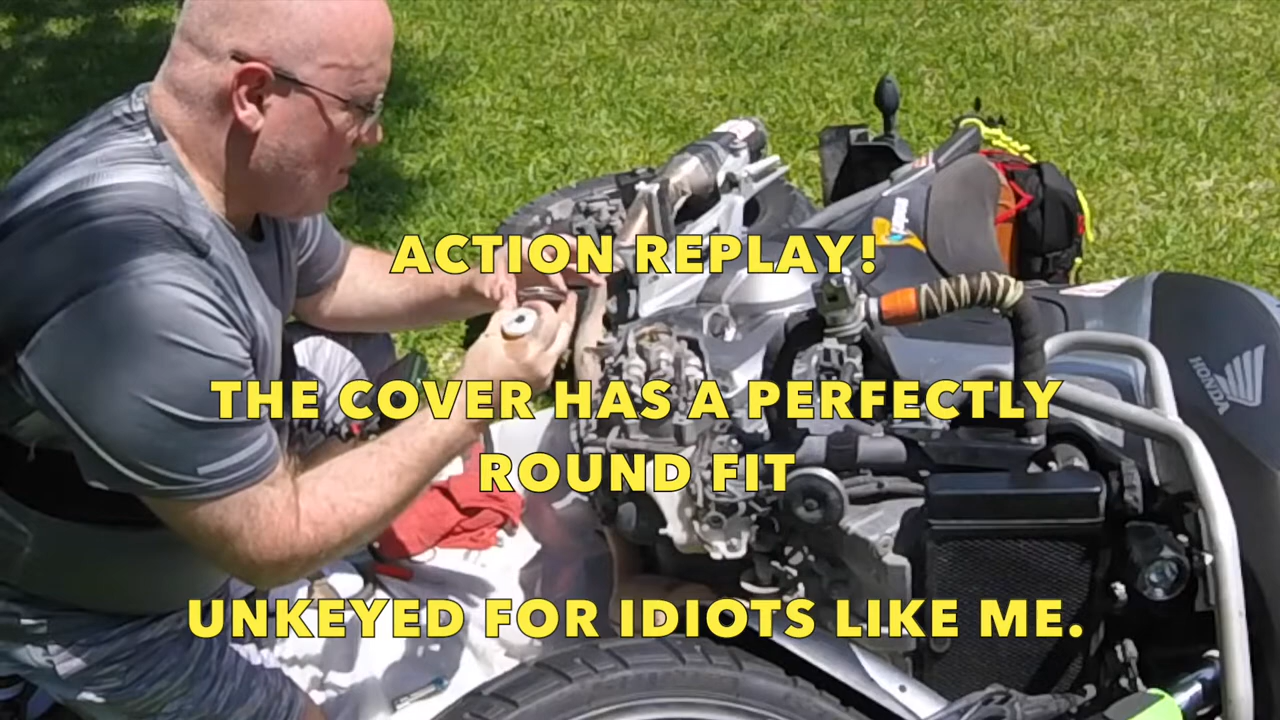 ACTION REPLAY!
THE COVER HAS A PERFECTLY
ROUND FIT
UNKEYED FOR IDIOTS LIKE ME.
HONDA